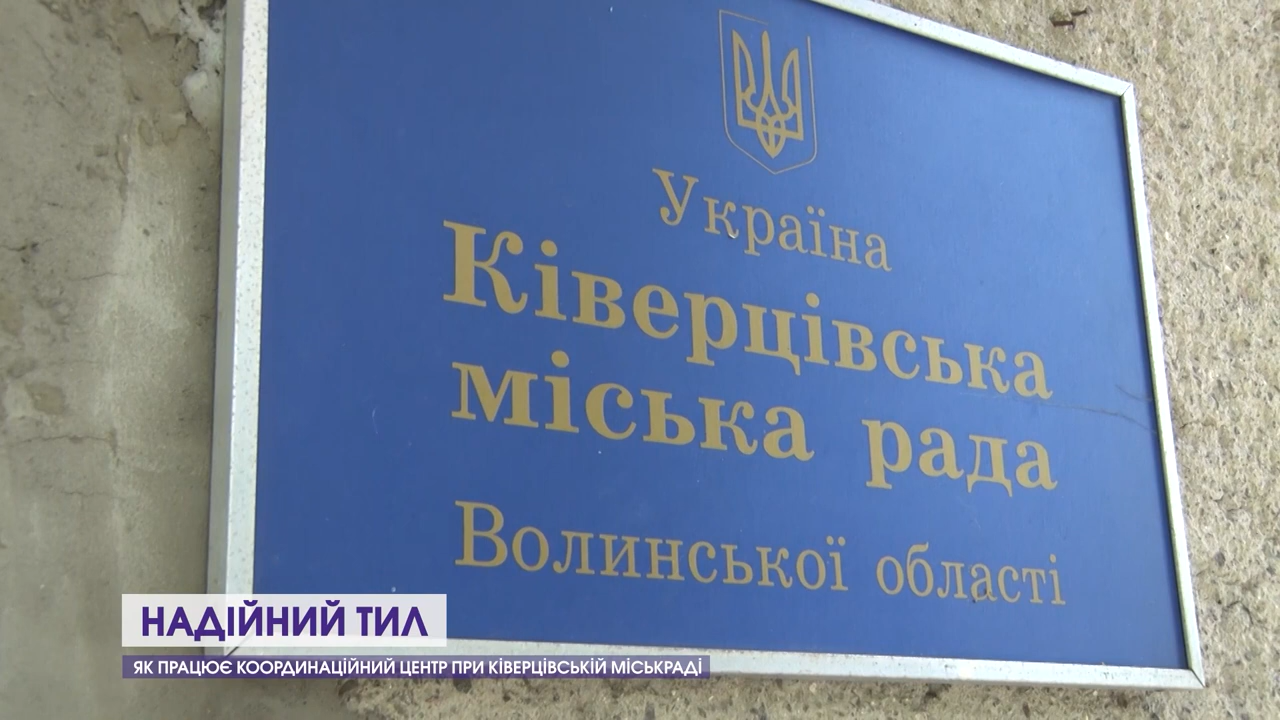 Україна
Ківерцівська
міська рада
Волинської області
НАДІЙНИЙ ТИЛ
ЯК ПРАЦЮЄ КООРДИНАЦІЙНИЙ ЦЕНТР ПРИ КІВЕРЦІВСЬКІЙ МІСЬКРАДІ